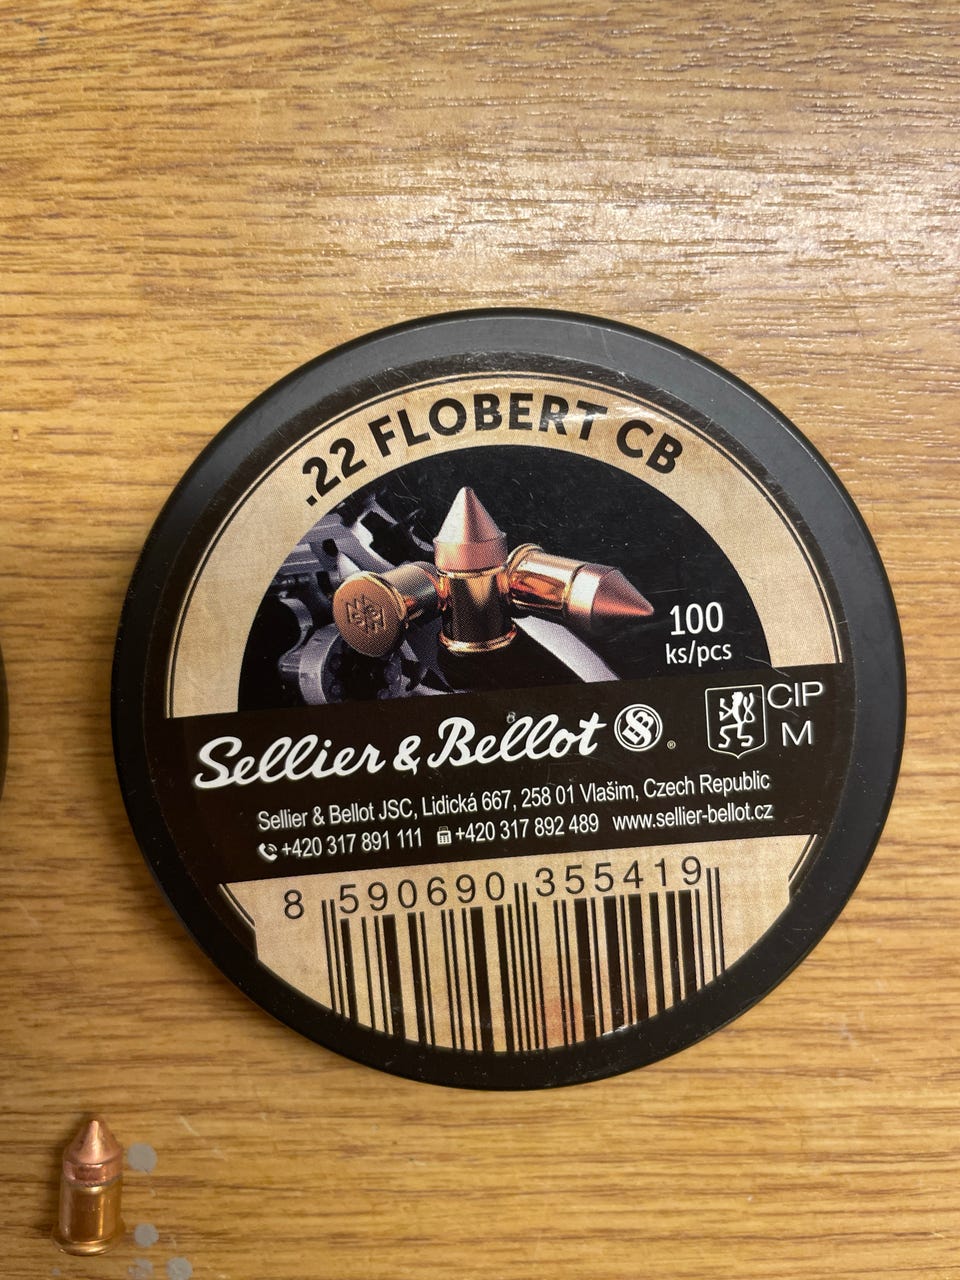 .22 FLOBERT CB
100
ks/pcs
Sellier & Bellot
®
CIP
M
Sellier & Bellot JSC, Lidická 667, 258 01 Vlašim, Czech Republic
+420 317 891 111 +420 317 892 489 www.sellier-bellot.cz
8 590690 355419